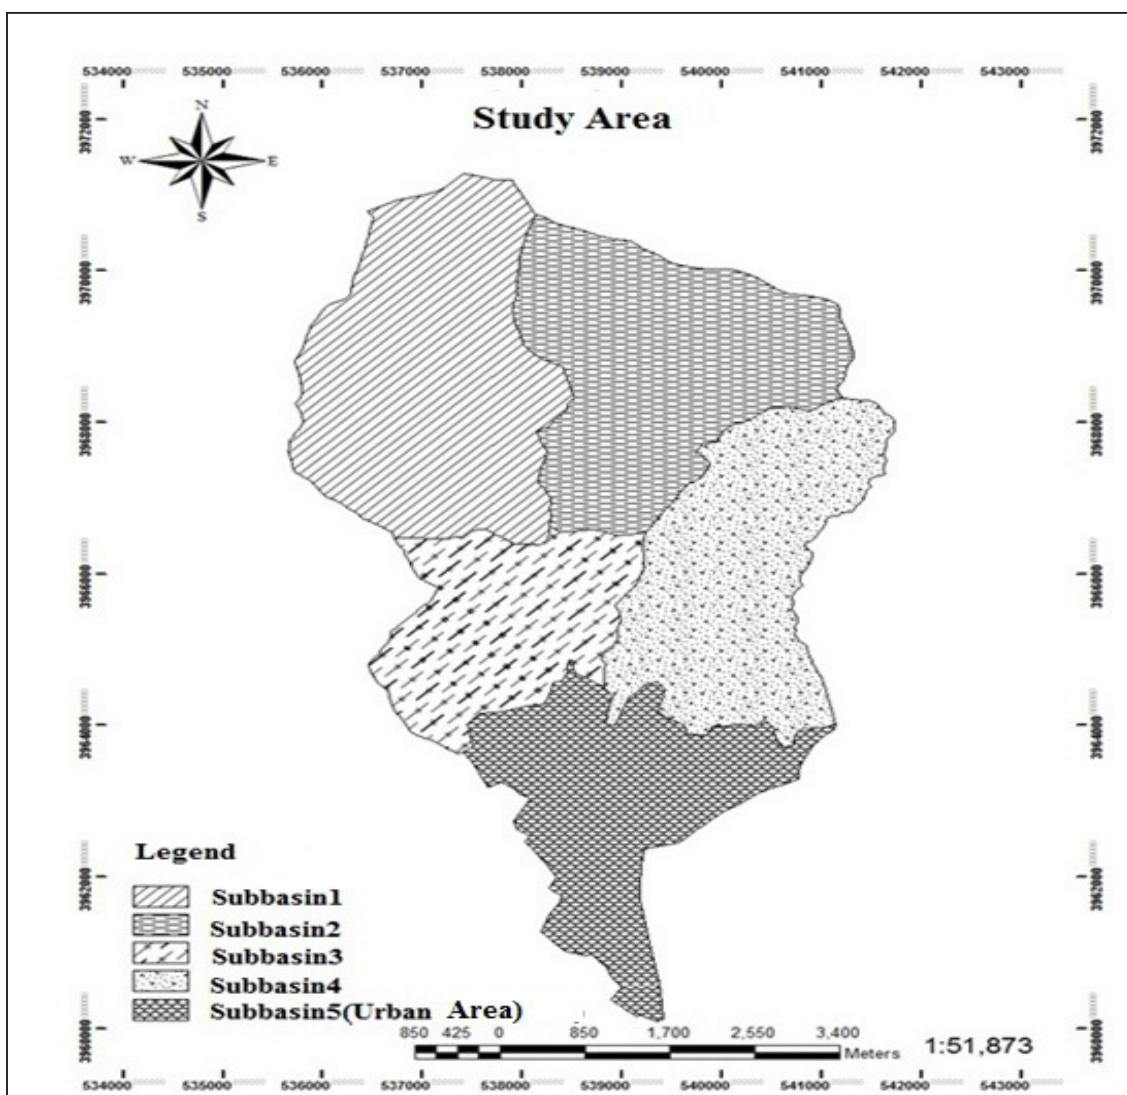 534000 535000 536000 537000 538000 539000 540000 541000 542000 543000
Study Area
N
W E
S
3972000 3972000
3970000 3970000
3968000 3968000
3966000 3966000
3964000 3964000
3962000 3962000
3960000 3960000
Legend
Subbasin1
Subbasin2
Subbasin3
Subbasin4
Subbasin5(Urban Area)
850 425 0 850 1,700 2,550 3,400
Meters
1:51,873
534000 535000 536000 537000 538000 539000 540000 541000 542000 543000